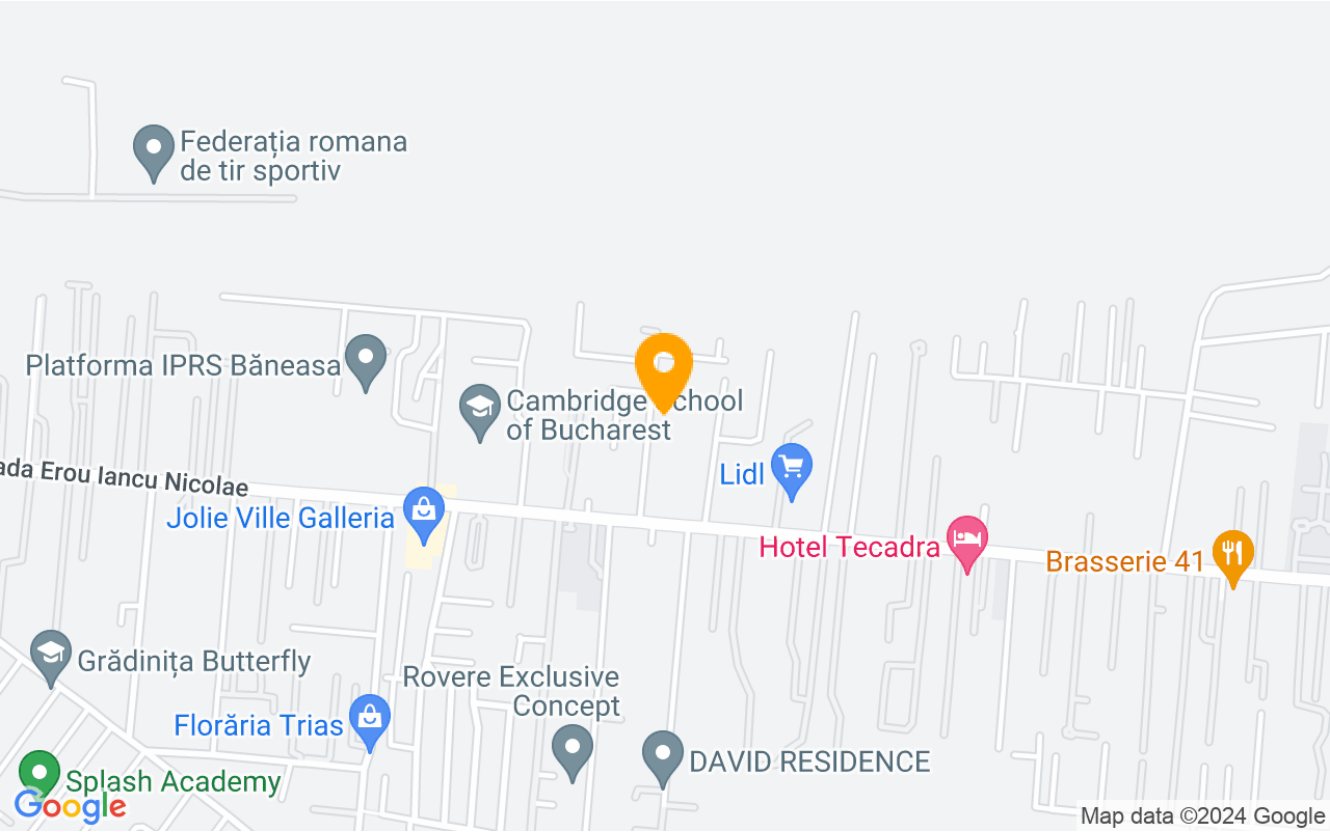 Federația romana
de tir sportiv
Platforma IPRS Băneasa
Cambridge School
of Bucharest
Lidl
ada Erou Iancu Nicolae
Jolie Ville Galleria
Hotel Tecadra
Brasserie 41
Grădinița Butterfly
Rovere Exclusive
Concept
Florăria Trias
DAVID RESIDENCE
Splash Academy
Google
Map data ©2024 Google